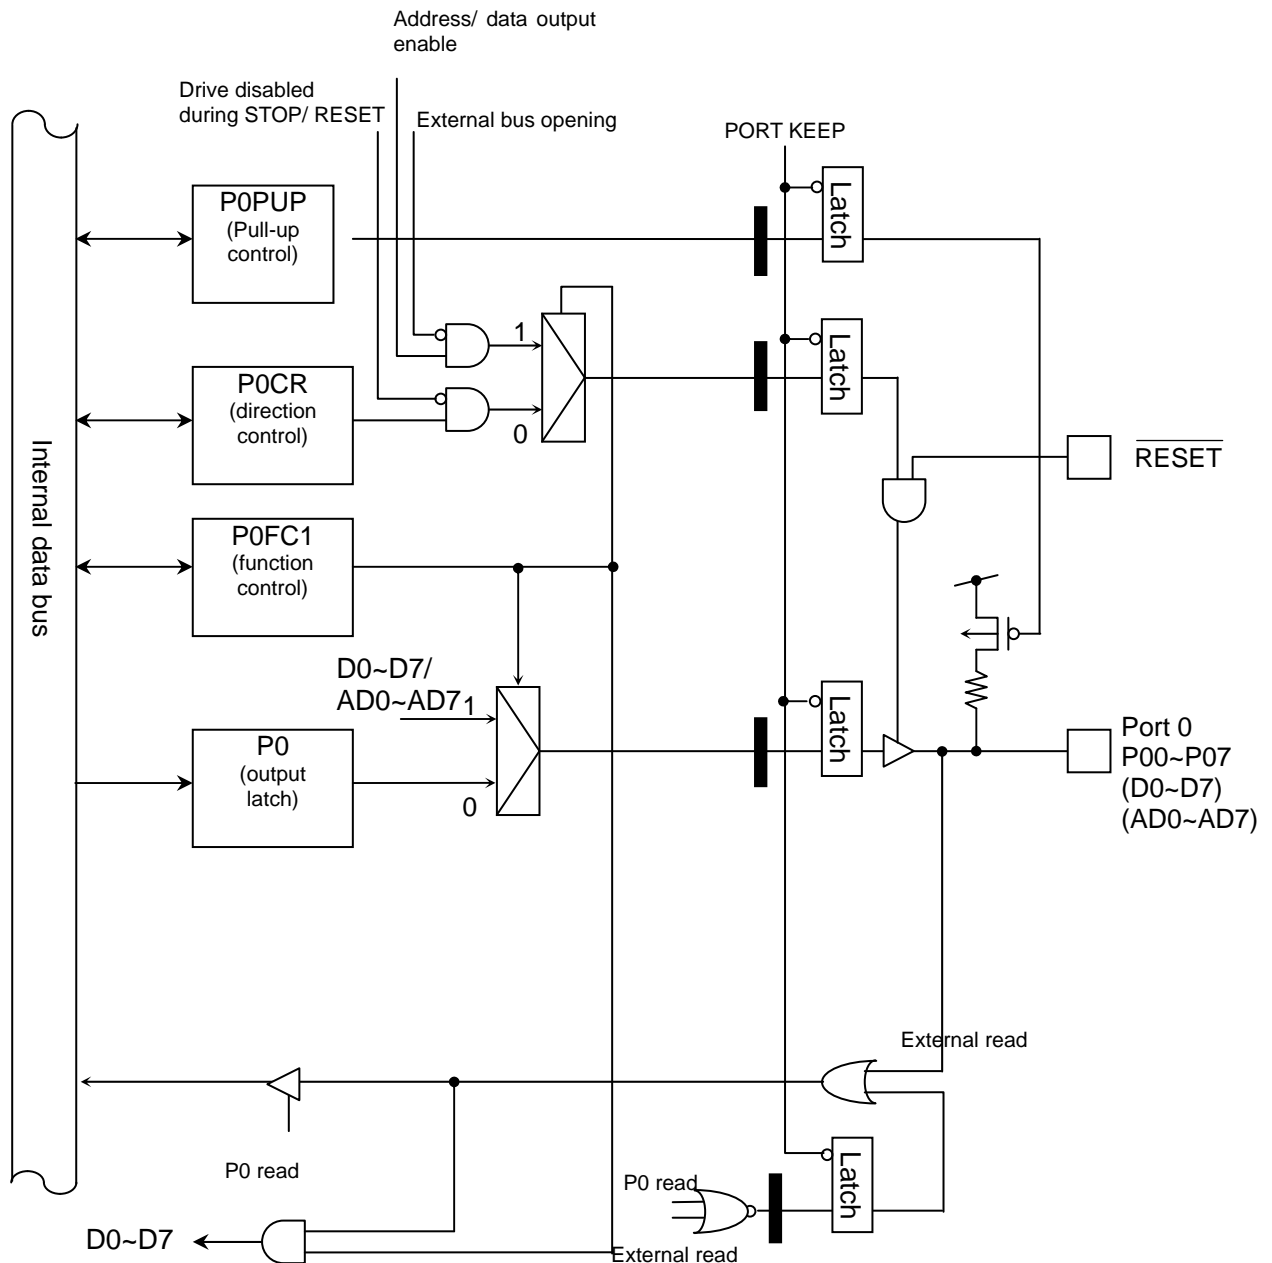 Address/ data output
enable
Drive disabled
during STOP/ RESET
External bus opening
PORT KEEP
P0PUP
(Pull-up
control)
Latch
1
Latch
P0CR
(direction
control)
0
Internal data bus
RESET
P0FC1
(function
control)
D0~D7/
AD0~AD7
1
Latch
P0
(output
latch)
0
Port 0
P00~P07
(D0~D7)
(AD0~AD7)
External read
P0 read
P0 read
Latch
D0~D7
External read